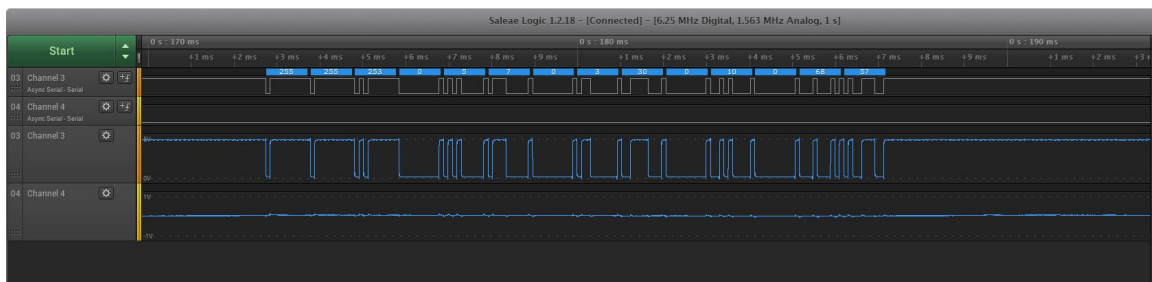 Saleae Logic 1.2.18 - [Connected] - [6.25 MHz Digital, 1.563 MHz Analog, 1 s]
Start
0 s : 170 ms 0 s : 180 ms 0 s : 190 ms
+1 ms +2 ms +3 ms +4 ms +5 ms +6 ms +7 ms +8 ms +9 ms +1 ms +2 ms +3 ms +4 ms +5 ms +6 ms +7 ms +8 ms +9 ms +1 ms +2 ms
03 Channel 3
255 255 253 0 5 7 0 3 30 0 10 0 68 57
Async Serial - Serial
04 Channel 4
Async Serial - Serial
03 Channel 3
0V
04 Channel 4
1V
-1V